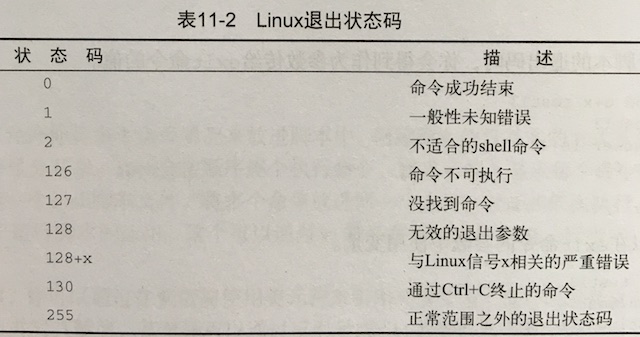 表11-2 Linux退出状态码
状 态 码 描 述
0 命令成功结束
1 一般性未知错误
2 不适合的shell命令
126 命令不可执行
127 没找到命令
128 无效的退出参数
128+x 与Linux信号x相关的严重错误
130 通过Ctrl+C终止的命令
255 正常范围之外的退出状态码